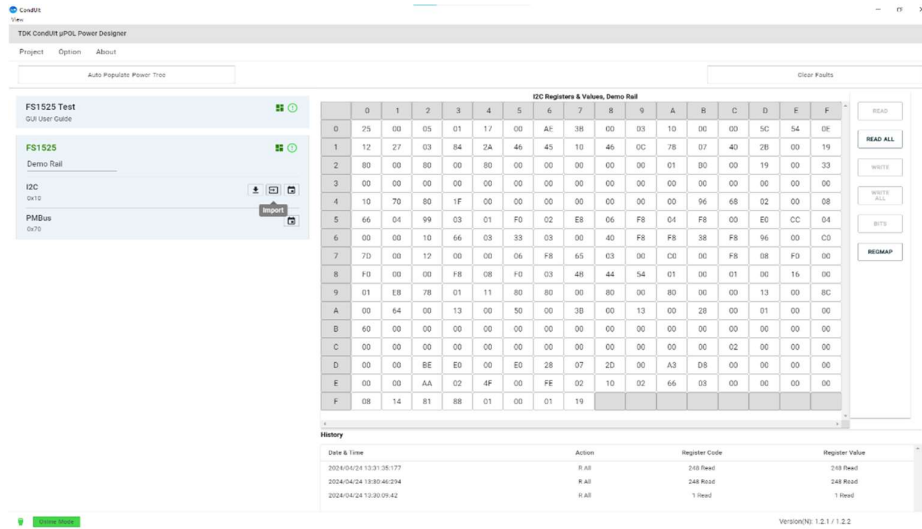 CondUIt
View
TDK CondUIt µPOL Power Designer
Project Option About
Auto Populate Power Tree
Clear Faults
FS1525 Test
GUI User Guide
FS1525
Demo Rail
I2C
0x10
Import
PMBus
0x70
I2C Registers & Values, Demo Rail
0 1 2 3 4 5 6 7 8 9 A B C D E F
0 25 00 05 01 17 00 AE 3B 00 03 10 00 00 5C 54 0E
1 12 27 03 84 2A 46 45 10 46 0C 78 07 40 2B 00 19
2 80 00 80 00 80 00 00 00 00 00 01 B0 00 19 00 33
3 00 00 00 00 00 00 00 00 00 00 00 00 00 00 00 00
4 10 70 80 1F 00 00 00 00 00 00 00 96 68 02 00 08
5 66 04 99 03 01 F0 02 E8 06 F8 04 F8 00 E0 CC 04
6 00 00 10 66 03 33 03 00 40 F8 F8 38 F8 96 00 C0
7 7D 00 12 00 00 06 F8 65 03 00 C0 00 F8 08 F0 00
8 F0 00 00 F8 08 F0 03 48 44 54 01 00 01 00 16 00
9 01 E8 78 01 11 80 80 00 80 00 80 00 00 13 00 8C
A 00 64 00 13 00 50 00 3B 00 13 00 28 00 01 00 00
B 60 00 00 00 00 00 00 00 00 00 00 00 00 00 00 00
C 00 00 00 00 00 00 00 00 00 00 00 00 02 00 00 00
D 00 00 BE E0 00 E0 28 07 2D 00 A3 D8 00 00 00 00
E 00 00 AA 02 4F 00 FE 02 10 02 66 03 00 00 00 00
F 08 14 81 88 01 00 01 19
READ
READ ALL
WRITE
WRITE ALL
BITS
REGMAP
History
Date & Time Action Register Code Register Value
2024/04/24 13:31:35:177 R All 248 Read 248 Read
2024/04/24 13:30:46:294 R All 248 Read 248 Read
2024/04/24 13:30:09:42 R All 1 Read 1 Read
Online Mode
Version(N): 1.2.1 / 1.2.2